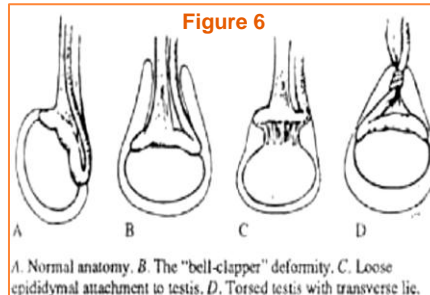 Figure 6
A B C D
A. Normal anatomy. B. The "bell-clapper" deformity. C. Loose
epididymal attachment to testis. D. Torsed testis with transverse lie.